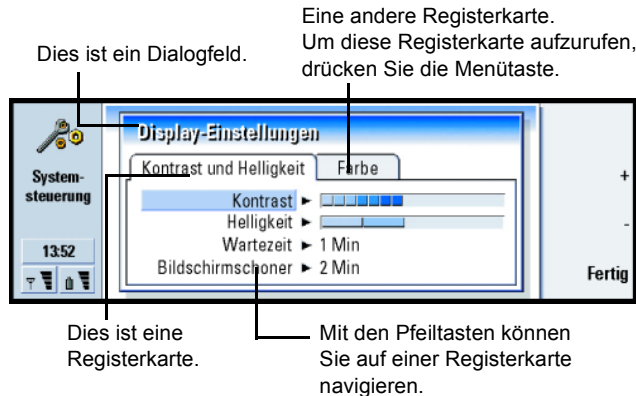 Eine andere Registerkarte.
Um diese Registerkarte aufzurufen,
drücken Sie die Menütaste.
Dies ist ein Dialogfeld.
Display-Einstellungen
Kontrast und Helligkeit
Farbe
System-
steuerung
Kontrast
Helligkeit
Wartezeit 1 Min
Bildschirmschoner 2 Min
13:52
+
-
Fertig
Dies ist eine
Registerkarte.
Mit den Pfeiltasten können
Sie auf einer Registerkarte
navigieren.